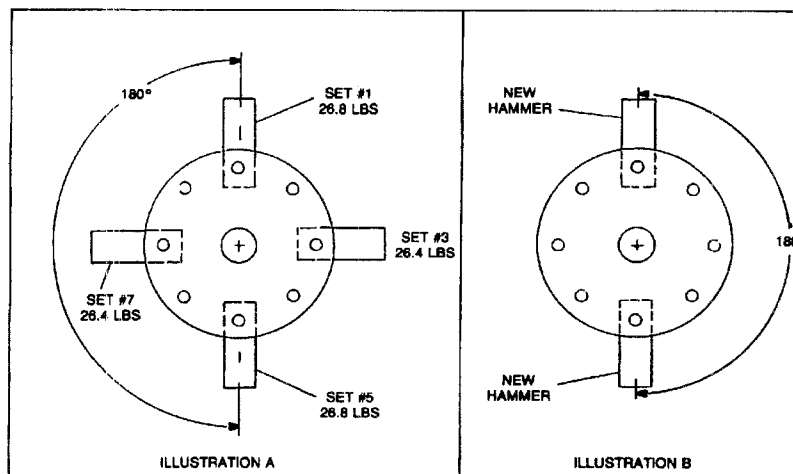 180°
SET #1
26.8 LBS
SET #3
26.4 LBS
SET #7
26.4 LBS
SET #5
26.8 LBS
ILLUSTRATION A
NEW
HAMMER
180
NEW
HAMMER
ILLUSTRATION B